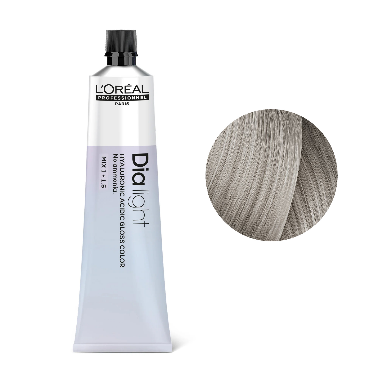 L'ORÉAL
PROFESSIONNEL
PARIS
Dialight
HYALURONIC ACIDIC GLOSS COLOR
No ammonia
MIX 1 + 1.5